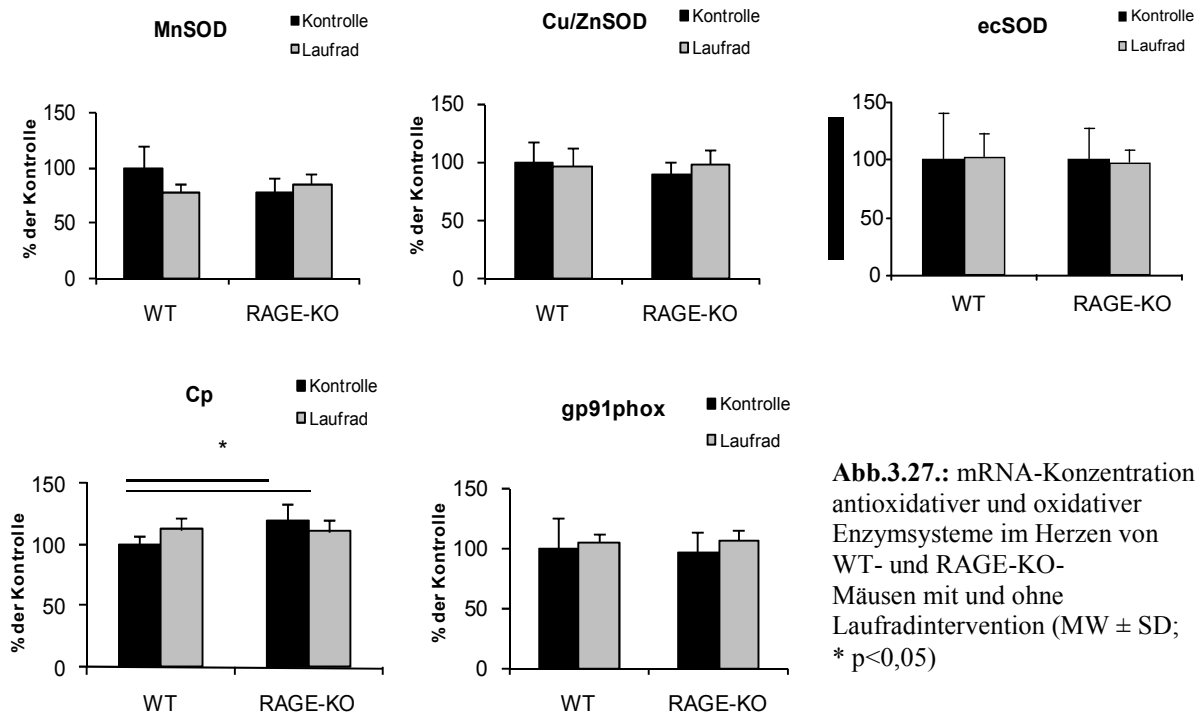 MnSOD
■ Kontrolle
■ Laufrad
% der Kontrolle
150
100
50
0
WT RAGE-KO
Cu/ZnSOD
■ Kontrolle
■ Laufrad
% der Kontrolle
150
100
50
0
WT RAGE-KO
ecSOD
■ Kontrolle
■ Laufrad
150
100
50
0
WT RAGE-KO
Cp
■ Kontrolle
■ Laufrad
*
% der Kontrolle
150
100
50
0
WT RAGE-KO
gp91phox
■ Kontrolle
■ Laufrad
% der Kontrolle
150
100
50
0
WT RAGE-KO
Abb.3.27.: mRNA-Konzentration
antioxidativer und oxidativer
Enzymsysteme im Herzen von
WT- und RAGE-KO-
Mäusen mit und ohne
Laufradintervention (MW ± SD;
* p<0,05)